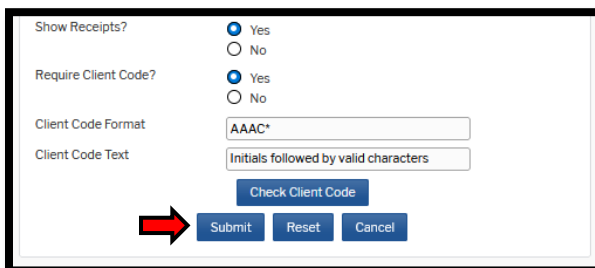 Show Receipts?
Yes
No
Require Client Code?
Yes
No
Client Code Format
AAAC*
Client Code Text
Initials followed by valid characters
Check Client Code
Submit Reset Cancel